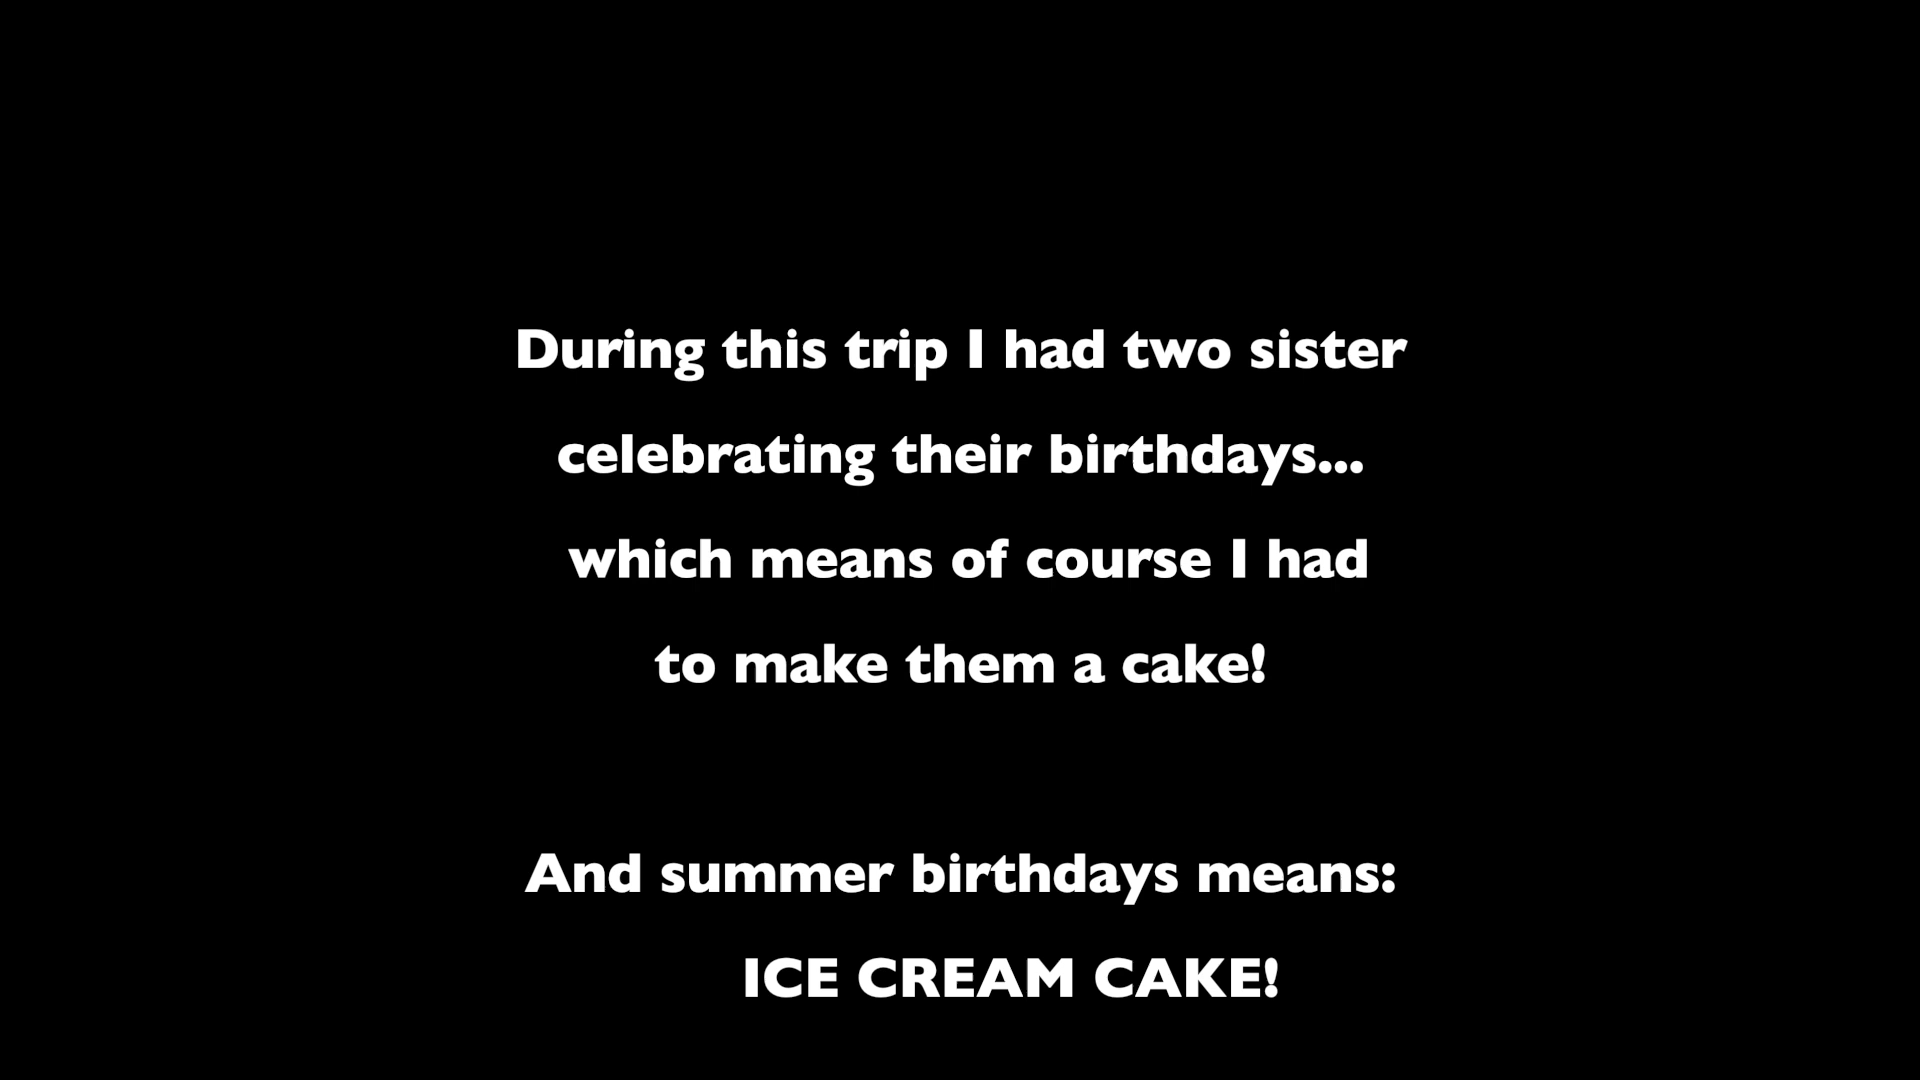 During this trip I had two sister
celebrating their birthdays...
which means of course I had
to make them a cake!
And summer birthdays means:
ICE CREAM CAKE!